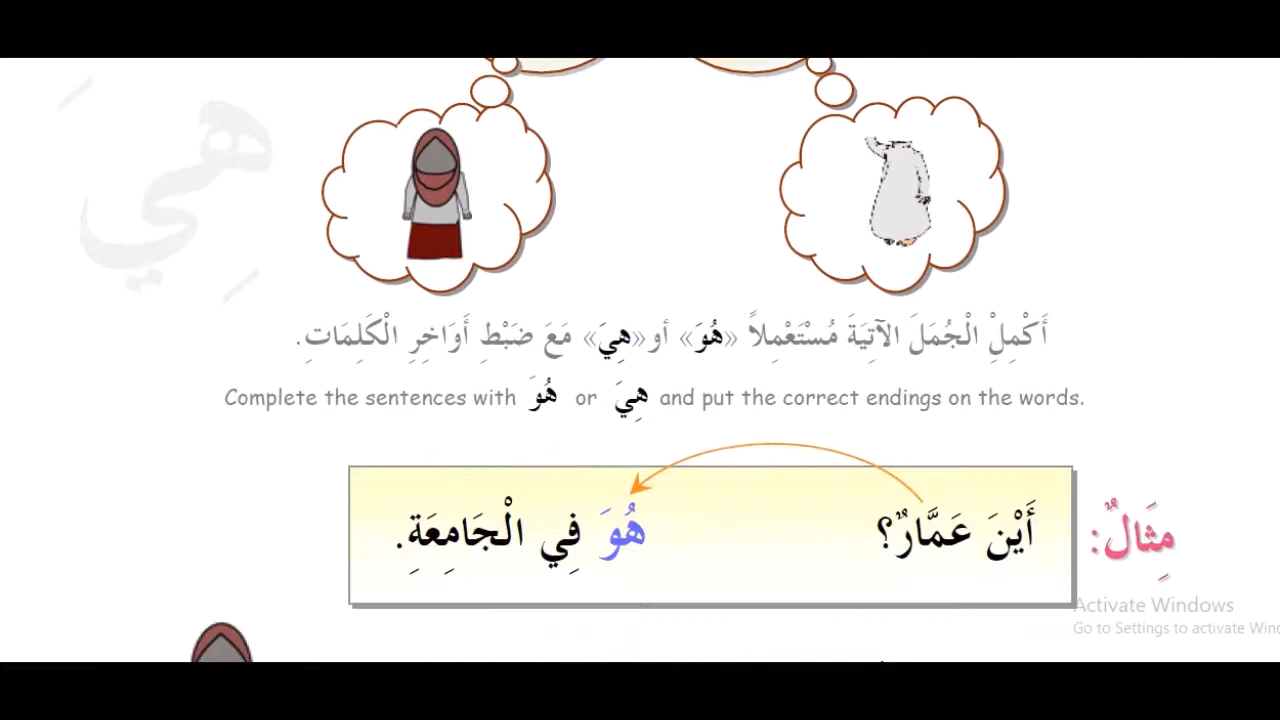 هِيَ
أَكْمِلْ الْجُمَلَ الآتِيَةَ مُسْتَعْمِلاً «هُوَ» أو «هِيَ» مَعَ ضَبْطِ أَوَاخِرِ الْكَلِمَاتِ.
Complete the sentences with هُوَ or هِيَ and put the correct endings on the words.
مِثَالٌ: أَيْنَ عَمَّارٌ؟ هُوَ فِي الْجَامِعَةِ.
Activate Windows
Go to Settings to activate Win